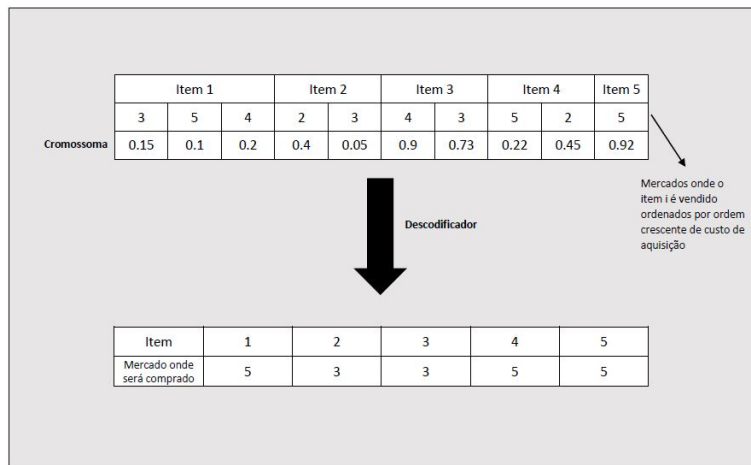 Item 1 Item 2 Item 3 Item 4 Item 5
3 5 4 2 3 4 3 5 2 5
Cromossoma 0.15 0.1 0.2 0.4 0.05 0.9 0.73 0.22 0.45 0.92
Mercados onde o
item i é vendido
ordenados por ordem
crescente de custo de
aquisição
Descodificador
Item 1 2 3 4 5
Mercado onde
será comprado 5 3 3 5 5